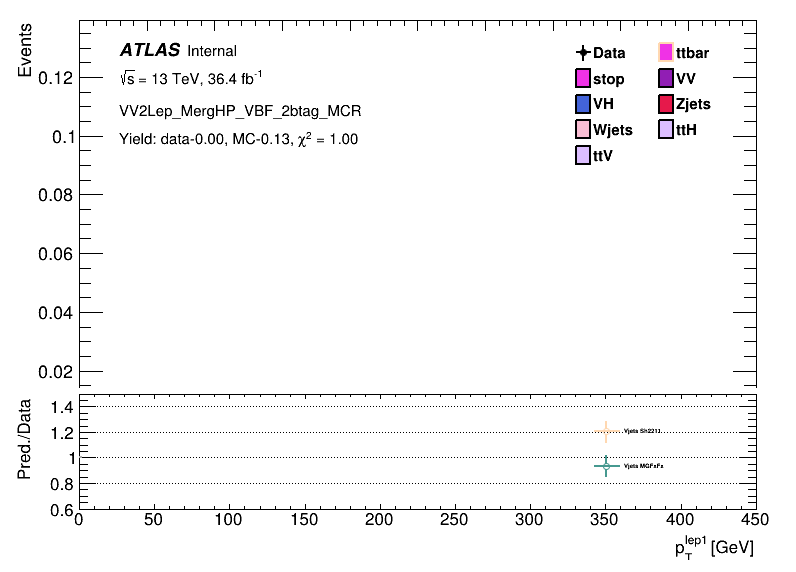 Events
ATLAS Internal
√s = 13 TeV, 36.4 fb⁻¹
VV2Lep_MergHP_VBF_2btag_MCR
Yield: data-0.00, MC-0.13, χ² = 1.00
Data
ttbar
stop
VV
VH
Zjets
Wjets
ttH
ttV
0.12
0.1
0.08
0.06
0.04
0.02
Pred./Data
1.4
1.2
1
0.8
0.6
Vjets Sh2211
Vjets MGFxFx
0 50 100 150 200 250 300 350 400 450
p_T^lep1 [GeV]